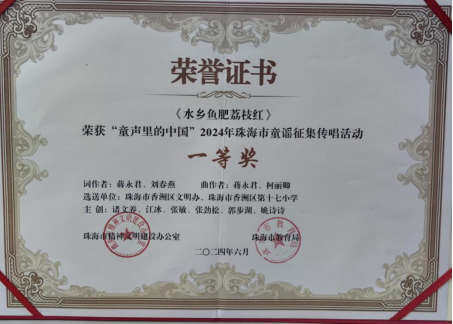 荣誉证书
《水乡鱼肥荔枝红》
荣获“童声里的中国”2024年珠海市童谣征集传唱活动
一等奖
词作者：蒋永君、刘春燕 曲作者：蒋永君、柯丽卿
选送单位：珠海市香洲区文明办、珠海市香洲区第十七小学
主 创：诸文养、江冰、张敏、张劲松、郭步湖、姚诗诗
珠海市精神文明建设办公室 珠海市教育局
二〇二四年六月